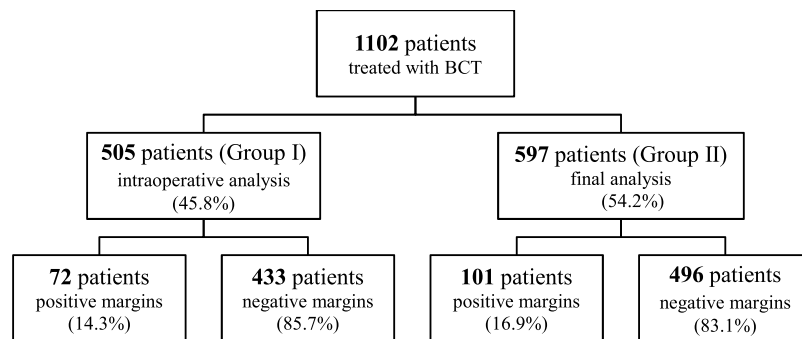 1102 patients
treated with BCT
505 patients (Group I)
intraoperative analysis
(45.8%)
597 patients (Group II)
final analysis
(54.2%)
72 patients
positive margins
(14.3%)
433 patients
negative margins
(85.7%)
101 patients
positive margins
(16.9%)
496 patients
negative margins
(83.1%)